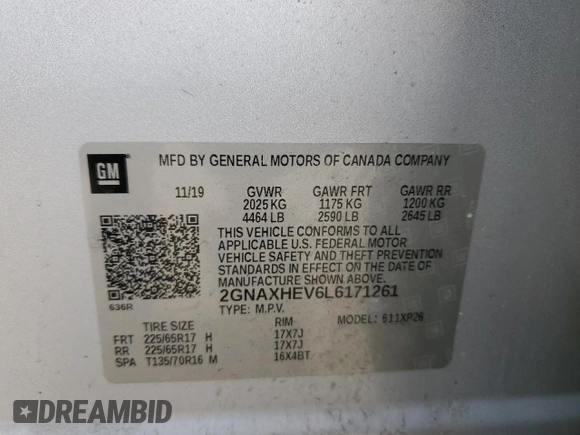 GM
MFD BY GENERAL MOTORS OF CANADA COMPANY
11/19 GVWR GAWR FRT GAWR RR
2025 KG 1175 KG 1200 KG
4464 LB 2590 LB 2645 LB
THIS VEHICLE CONFORMS TO ALL
APPLICABLE U.S. FEDERAL MOTOR
VEHICLE SAFETY AND THEFT PREVENTION
STANDARDS IN EFFECT ON THE DATE OF
MANUFACTURE SHOWN ABOVE.
636R
2GNAXHEV6L6171261
TYPE: M.P.V. MODEL: 611XP26
TIRE SIZE RIM
FRT 225/65R17 H 17X7J
RR 225/65R17 H 17X7J
SPA T135/70R16 M 16X4BT
DREAMBID